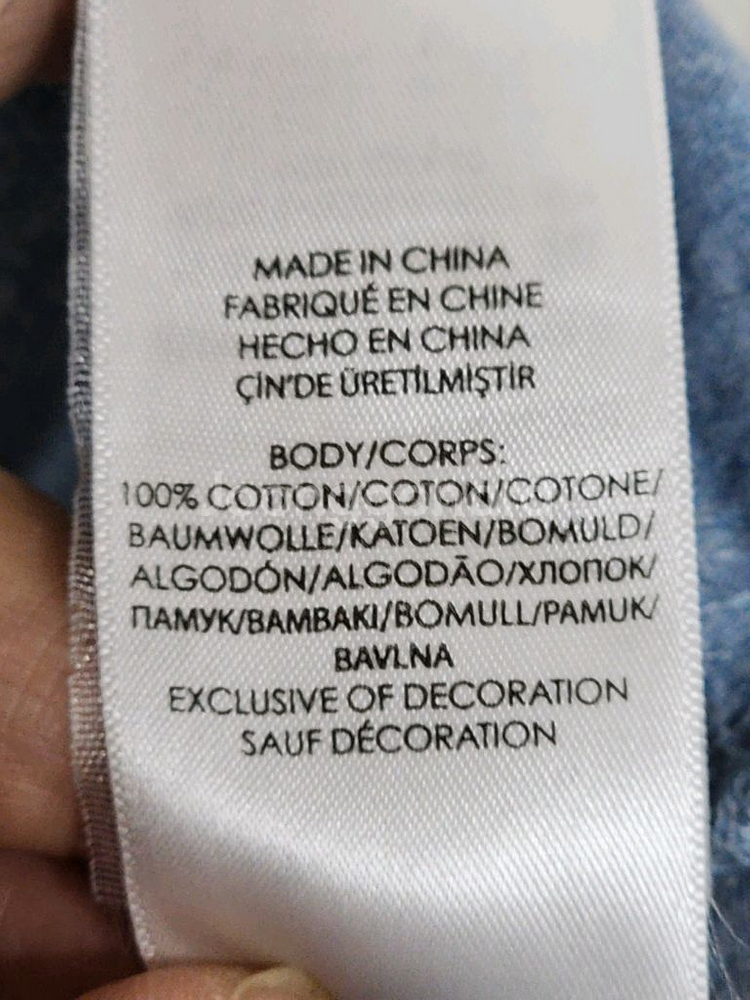 MADE IN CHINA
FABRIQUÉ EN CHINE
HECHO EN CHINA
ÇİN'DE ÜRETİLMİŞTİR
BODY/CORPS:
100% COTTON/COTON/COTONE/
BAUMWOLLE/KATOEN/BOMULD/
ALGODÓN/ALGODÃO/ХЛОПОК/
ПАМУК/BAMBAKI/BOMULL/PAMUK/
BAVLNA
EXCLUSIVE OF DECORATION
SAUF DÉCORATION